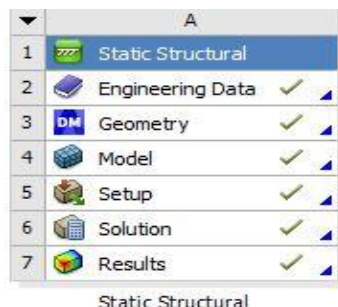 A
1 Static Structural
2 Engineering Data
3 DM Geometry
4 Model
5 Setup
6 Solution
7 Results
Static Structural